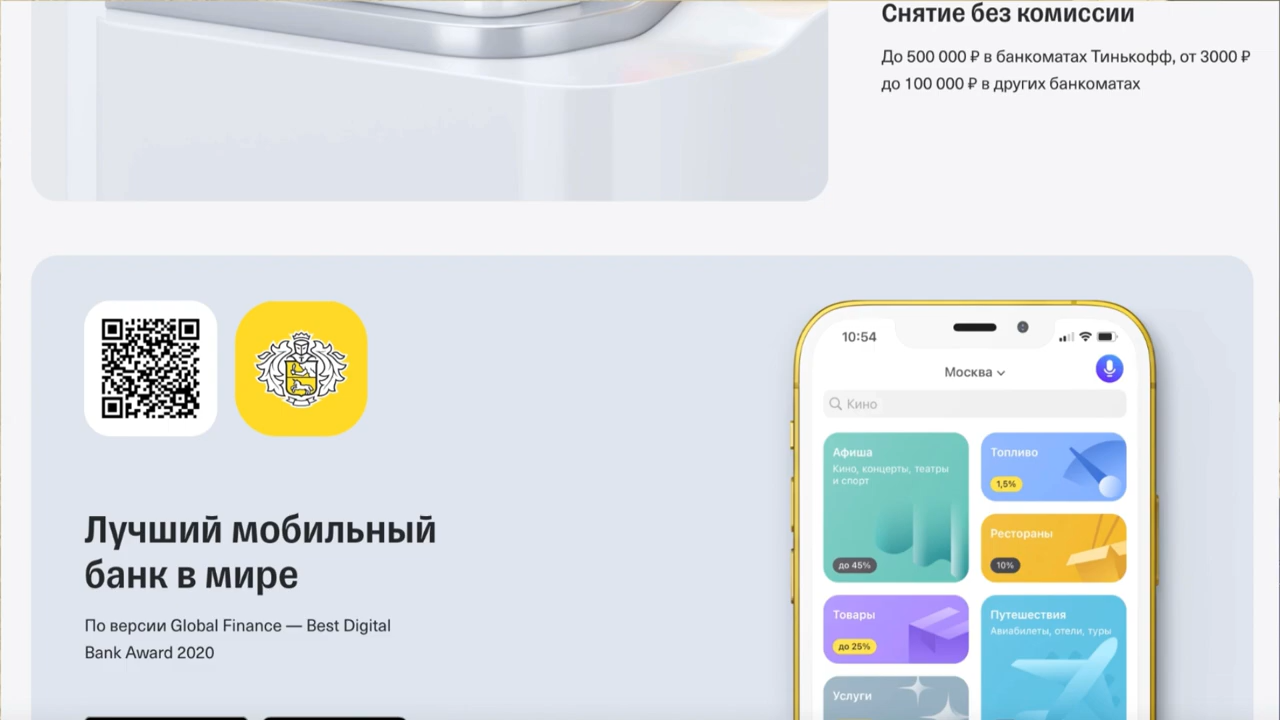 Снятие без комиссии
До 500 000 ₽ в банкоматах Тинькофф, от 3000 ₽
до 100 000 ₽ в других банкоматах
Лучший мобильный
банк в мире
По версии Global Finance — Best Digital
Bank Award 2020
10:54
Москва
Кино
Афиша
Кино, концерты, театры
и спорт
до 45%
Топливо
1,5%
Рестораны
10%
Товары
до 25%
Путешествия
Авиабилеты, отели, туры
Услуги